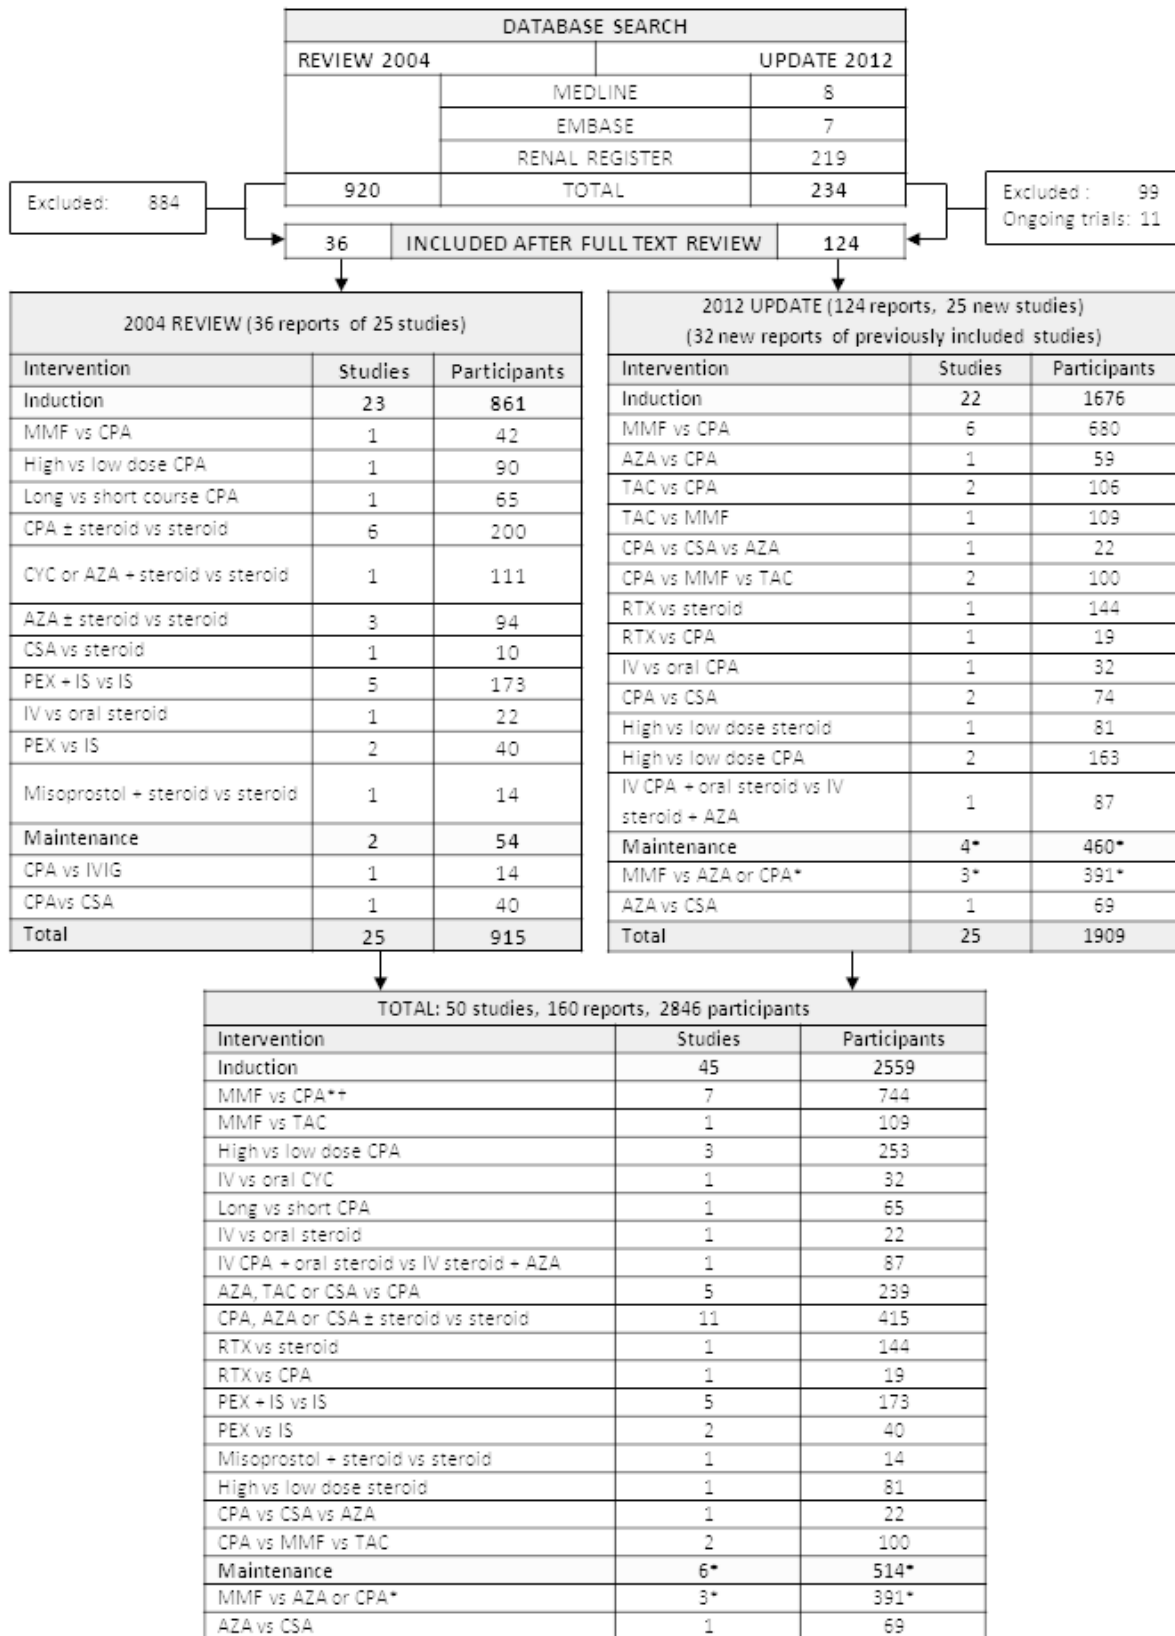 DATABASE SEARCH
REVIEW 2004 UPDATE 2012
MEDLINE 8
EMBASE 7
RENAL REGISTER 219
920 TOTAL 234
Excluded: 884
Excluded : 99
Ongoing trials: 11
36 INCLUDED AFTER FULL TEXT REVIEW 124
2004 REVIEW (36 reports of 25 studies)
Intervention Studies Participants
Induction 23 861
MMF vs CPA 1 42
High vs low dose CPA 1 90
Long vs short course CPA 1 65
CPA ± steroid vs steroid 6 200
CYC or AZA + steroid vs steroid 1 111
AZA ± steroid vs steroid 3 94
CSA vs steroid 1 10
PEX + IS vs IS 5 173
IV vs oral steroid 1 22
PEX vs IS 2 40
Misoprostol + steroid vs steroid 1 14
Maintenance 2 54
CPA vs IVIG 1 14
CPAvs CSA 1 40
Total 25 915
2012 UPDATE (124 reports, 25 new studies)
(32 new reports of previously included studies)
Intervention Studies Participants
Induction 22 1676
MMF vs CPA 6 680
AZA vs CPA 1 59
TAC vs CPA 2 106
TAC vs MMF 1 109
CPA vs CSA vs AZA 1 22
CPA vs MMF vs TAC 2 100
RTX vs steroid 1 144
RTX vs CPA 1 19
IV vs oral CPA 1 32
CPA vs CSA 2 74
High vs low dose steroid 1 81
High vs low dose CPA 2 163
IV CPA + oral steroid vs IV
steroid + AZA 1 87
Maintenance 4* 460*
MMF vs AZA or CPA* 3* 391*
AZA vs CSA 1 69
Total 25 1909
TOTAL: 50 studies, 160 reports, 2846 participants
Intervention Studies Participants
Induction 45 2559
MMF vs CPA*† 7 744
MMF vs TAC 1 109
High vs low dose CPA 3 253
IV vs oral CYC 1 32
Long vs short CPA 1 65
IV vs oral steroid 1 22
IV CPA + oral steroid vs IV steroid + AZA 1 87
AZA, TAC or CSA vs CPA 5 239
CPA, AZA or CSA ± steroid vs steroid 11 415
RTX vs steroid 1 144
RTX vs CPA 1 19
PEX + IS vs IS 5 173
PEX vs IS 2 40
Misoprostol + steroid vs steroid 1 14
High vs low dose steroid 1 81
CPA vs CSA vs AZA 1 22
CPA vs MMF vs TAC 2 100
Maintenance 6* 514*
MMF vs AZA or CPA* 3* 391*
AZA vs CSA 1 69